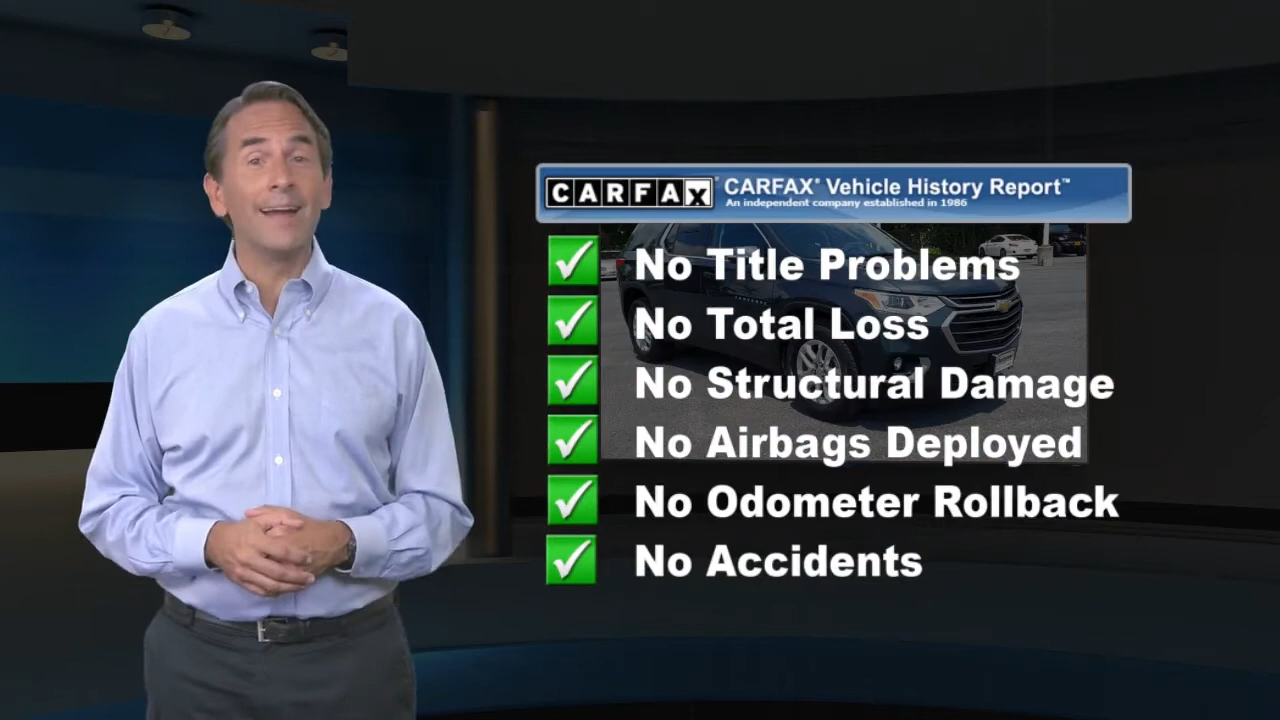 CARFAX® CARFAX® Vehicle History Report™
An independent company established in 1986
No Title Problems
No Total Loss
No Structural Damage
No Airbags Deployed
No Odometer Rollback
No Accidents